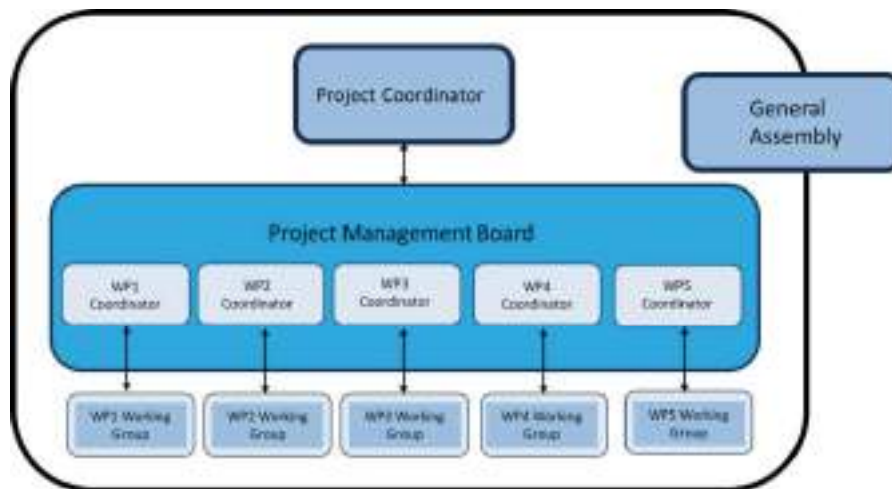 Project Coordinator
General
Assembly
Project Management Board
WP1
Coordinator
WP2
Coordinator
WP3
Coordinator
WP4
Coordinator
WP5
Coordinator
WP1 Working
Group
WP2 Working
Group
WP3 Working
Group
WP4 Working
Group
WP5 Working
Group